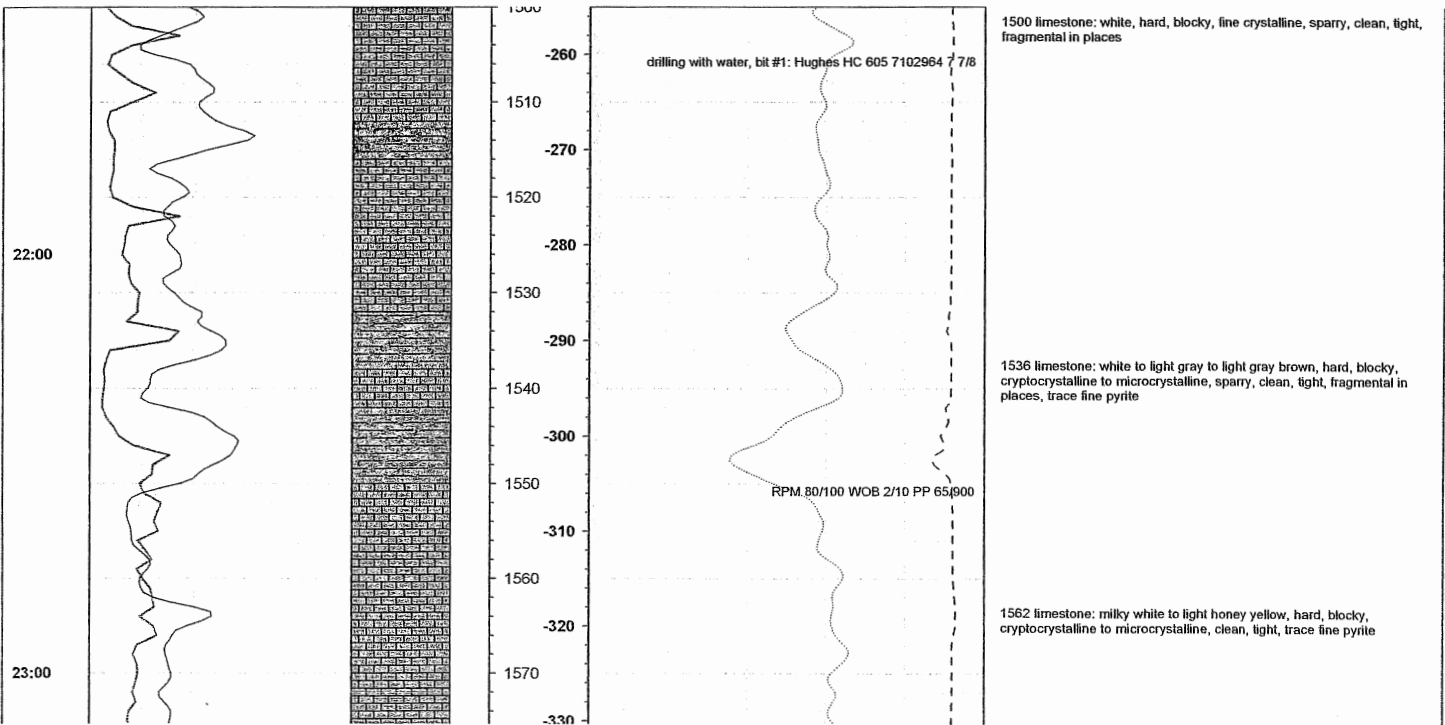 1500
1500 limestone: white, hard, blocky, fine crystalline, sparry, clean, tight,
fragmental in places
-260
drilling with water, bit #1: Hughes HC 605 7102964 7 7/8
1510
-270
1520
-280
22:00
1530
-290
1536 limestone: white to light gray to light gray brown, hard, blocky,
cryptocrystalline to microcrystalline, sparry, clean, tight, fragmental in
places, trace fine pyrite
1540
-300
1550
RPM 80/100 WOB 2/10 PP 65/900
-310
1560
1562 limestone: milky white to light honey yellow, hard, blocky,
cryptocrystalline to microcrystalline, clean, tight, trace fine pyrite
-320
23:00
1570
-330